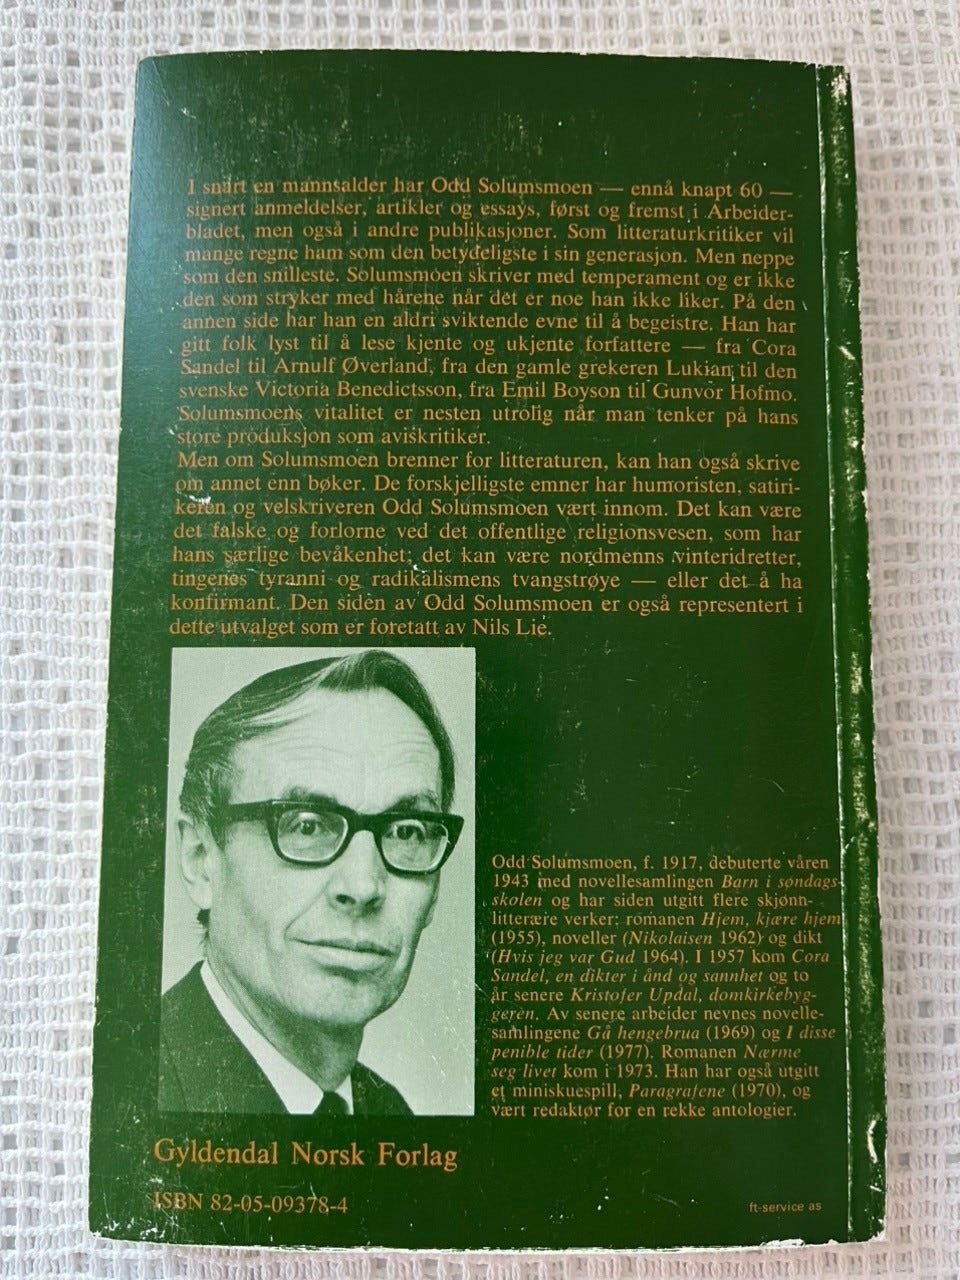 I snart en mannsalder har Odd Solumsmoen — ennå knapt 60 —
signert anmeldelser, artikler og essays, først og fremst i Arbeider-
bladet, men også i andre publikasjoner. Som litteraturkritiker vil
mange regne ham som den betydeligste i sin generasjon. Men neppe
som den snilleste. Solumsmoen skriver med temperament og er ikke
den som stryker med hårene når det er noe han ikke liker. På den
annen side har han en aldri sviktende evne til å begeistre. Han har
gitt folk lyst til å lese kjente og ukjente forfattere — fra Cora
Sandel til Arnulf Øverland, fra den gamle grekeren Lukian til den
svenske Victoria Benedictsson, fra Emil Boyson til Gunvor Hofmo.
Solumsmoens vitalitet er nesten utrolig når man tenker på hans
store produksjon som aviskritiker.
Men om Solumsmoen brenner for litteraturen, kan han også skrive
om annet enn bøker. De forskjelligste emner har humoristen, satiri-
keren og velskriveren Odd Solumsmoen vært innom. Det kan være
det falske og forlorne ved det offentlige religionsvesen, som har
hans særlige bevåkenhet; det kan være nordmenns vinteridretter,
tingenes tyranni og radikalismens tvangstrøye — eller det å ha
konfirmant. Den siden av Odd Solumsmoen er også representert i
dette utvalget som er foretatt av Nils Lie.
Odd Solumsmoen, f. 1917, debuterte våren
1943 med novellesamlingen Barn i søndags-
skolen og har siden utgitt flere skjønn-
litterære verker: romanen Hjem, kjære hjem
(1955), noveller (Nikolaisen 1962) og dikt
(Hvis jeg var Gud 1964). I 1957 kom Cora
Sandel, en dikter i ånd og sannhet og to
år senere Kristofer Updal, domkirkebyg-
geren. Av senere arbeider nevnes novelle-
samlingene Gå hengebrua (1969) og I disse
penible tider (1977). Romanen Nærme
seg livet kom i 1973. Han har også utgitt
et miniskuespill, Paragrafene (1970), og
vært redaktør for en rekke antologier.
Gyldendal Norsk Forlag
ISBN 82-05-09378-4
ft-service as